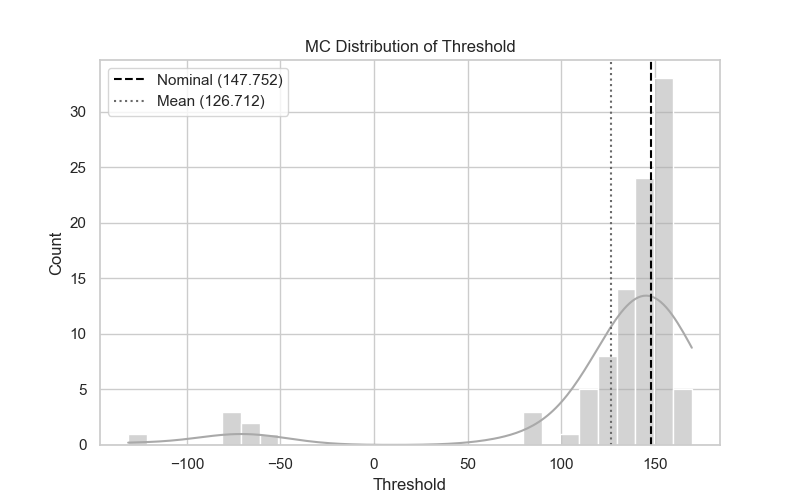 MC Distribution of Threshold
Nominal (147.752)
Mean (126.712)
30
25
20
15
10
5
0
Count
−100
−50
0
50
100
150
Threshold